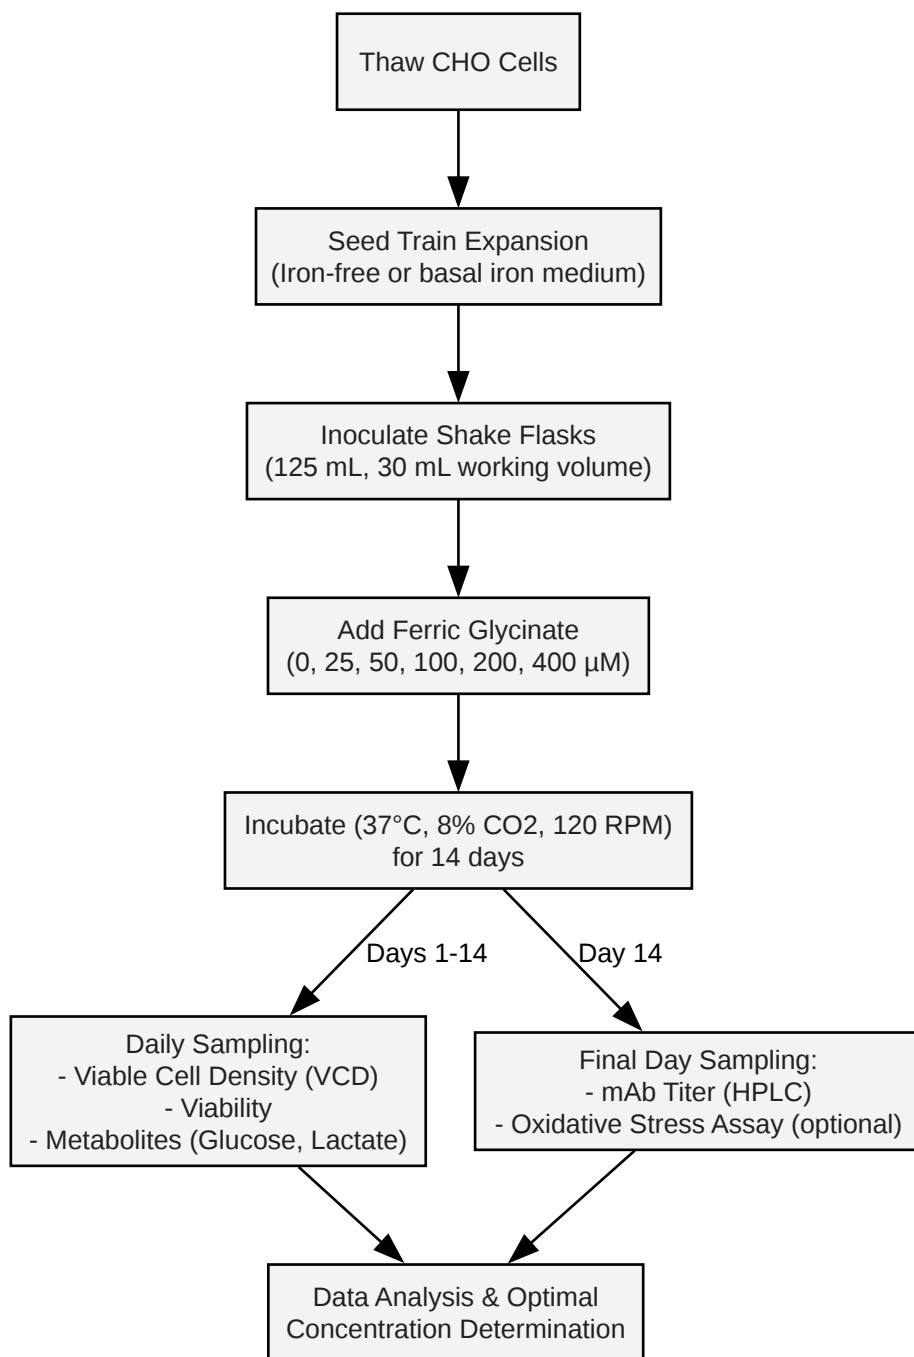 Thaw CHO Cells
Seed Train Expansion
(Iron-free or basal iron medium)
Inoculate Shake Flasks
(125 mL, 30 mL working volume)
Add Ferric Glycinate
(0, 25, 50, 100, 200, 400 µM)
Incubate (37°C, 8% CO2, 120 RPM)
for 14 days
Days 1-14
Day 14
Daily Sampling:
- Viable Cell Density (VCD)
- Viability
- Metabolites (Glucose, Lactate)
Final Day Sampling:
- mAb Titer (HPLC)
- Oxidative Stress Assay (optional)
Data Analysis & Optimal
Concentration Determination